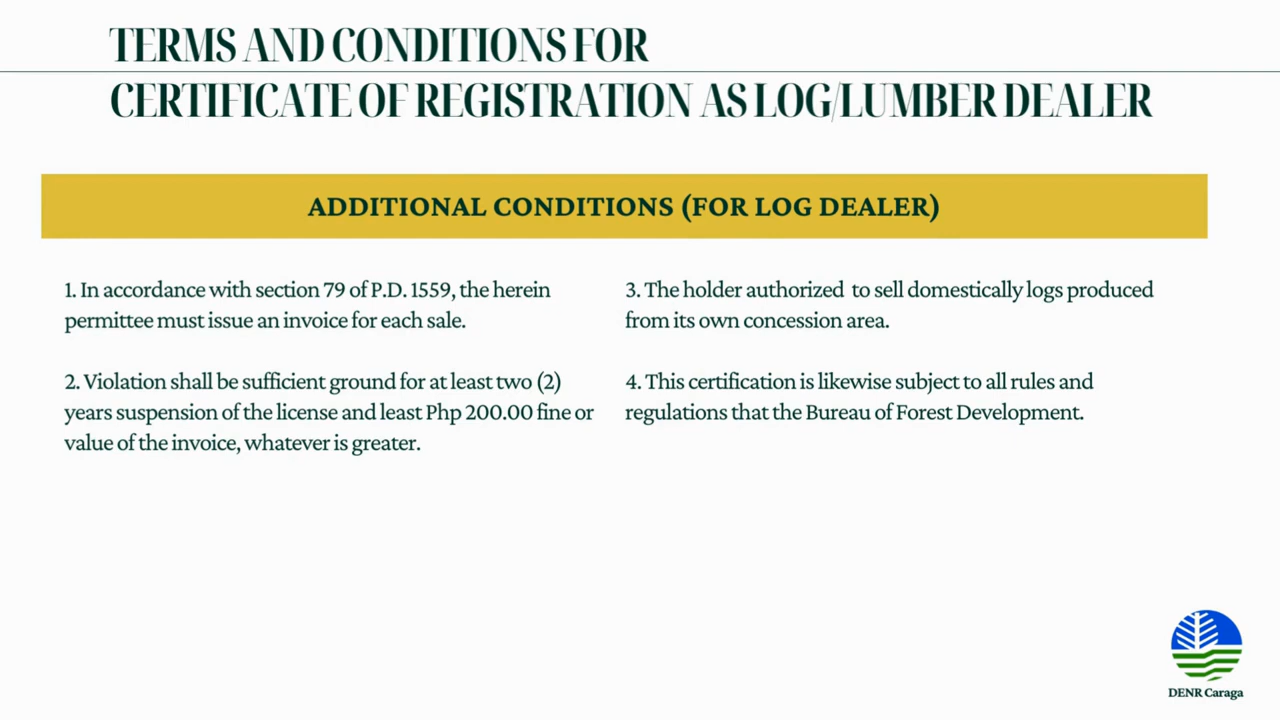 TERMS AND CONDITIONS FOR
CERTIFICATE OF REGISTRATION AS LOG/LUMBER DEALER
ADDITIONAL CONDITIONS (FOR LOG DEALER)
1. In accordance with section 79 of P.D. 1559, the herein
permittee must issue an invoice for each sale.
2. Violation shall be sufficient ground for at least two (2)
years suspension of the license and least Php 200.00 fine or
value of the invoice, whatever is greater.
3. The holder authorized to sell domestically logs produced
from its own concession area.
4. This certification is likewise subject to all rules and
regulations that the Bureau of Forest Development.
DENR Caraga